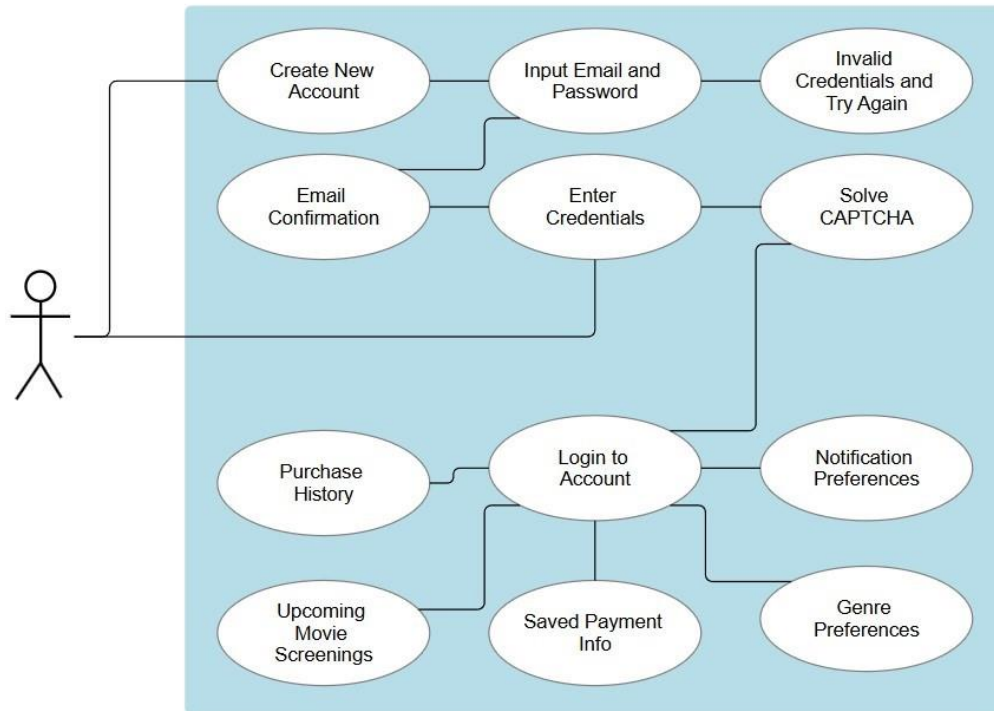 Create New
Account
Input Email and
Password
Invalid
Credentials and
Try Again
Email
Confirmation
Enter
Credentials
Solve
CAPTCHA
Purchase
History
Login to
Account
Notification
Preferences
Upcoming
Movie
Screenings
Saved Payment
Info
Genre
Preferences